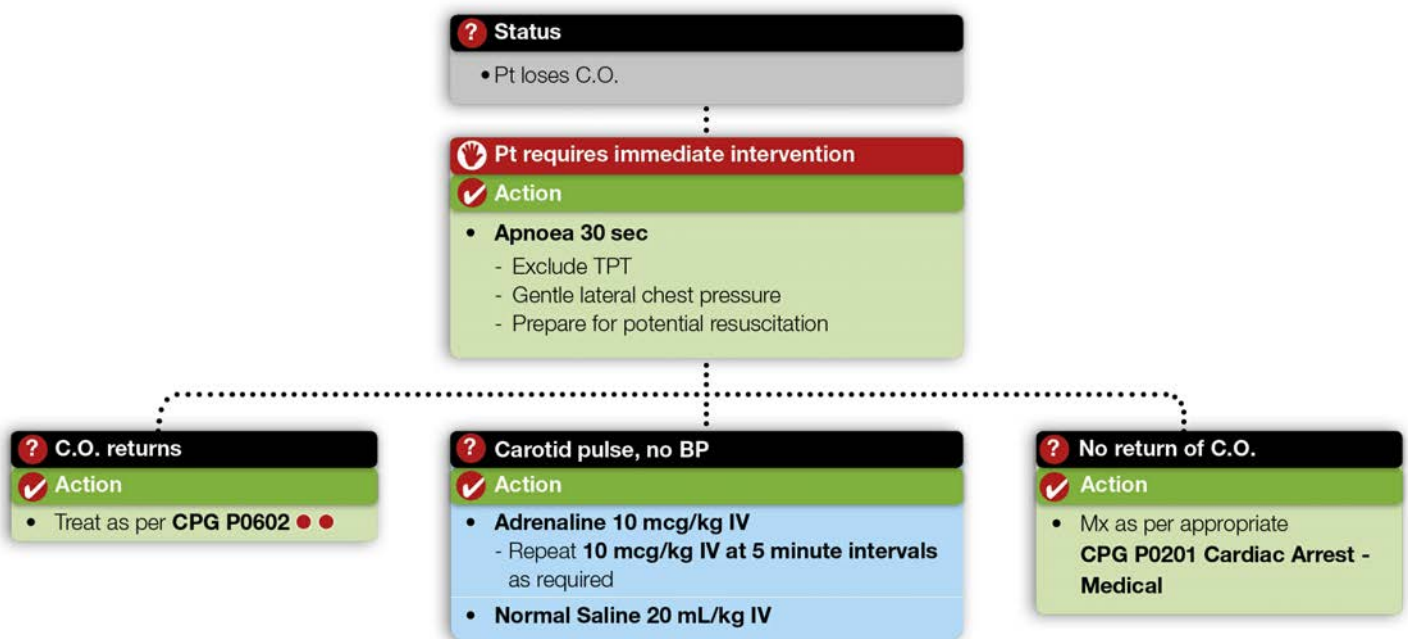 ? Status
• Pt loses C.O.
Pt requires immediate intervention
Action
• Apnoea 30 sec
- Exclude TPT
- Gentle lateral chest pressure
- Prepare for potential resuscitation
? C.O. returns
Action
• Treat as per CPG P0602
? Carotid pulse, no BP
Action
• Adrenaline 10 mcg/kg IV
- Repeat 10 mcg/kg IV at 5 minute intervals
as required
• Normal Saline 20 mL/kg IV
? No return of C.O.
Action
• Mx as per appropriate
CPG P0201 Cardiac Arrest -
Medical